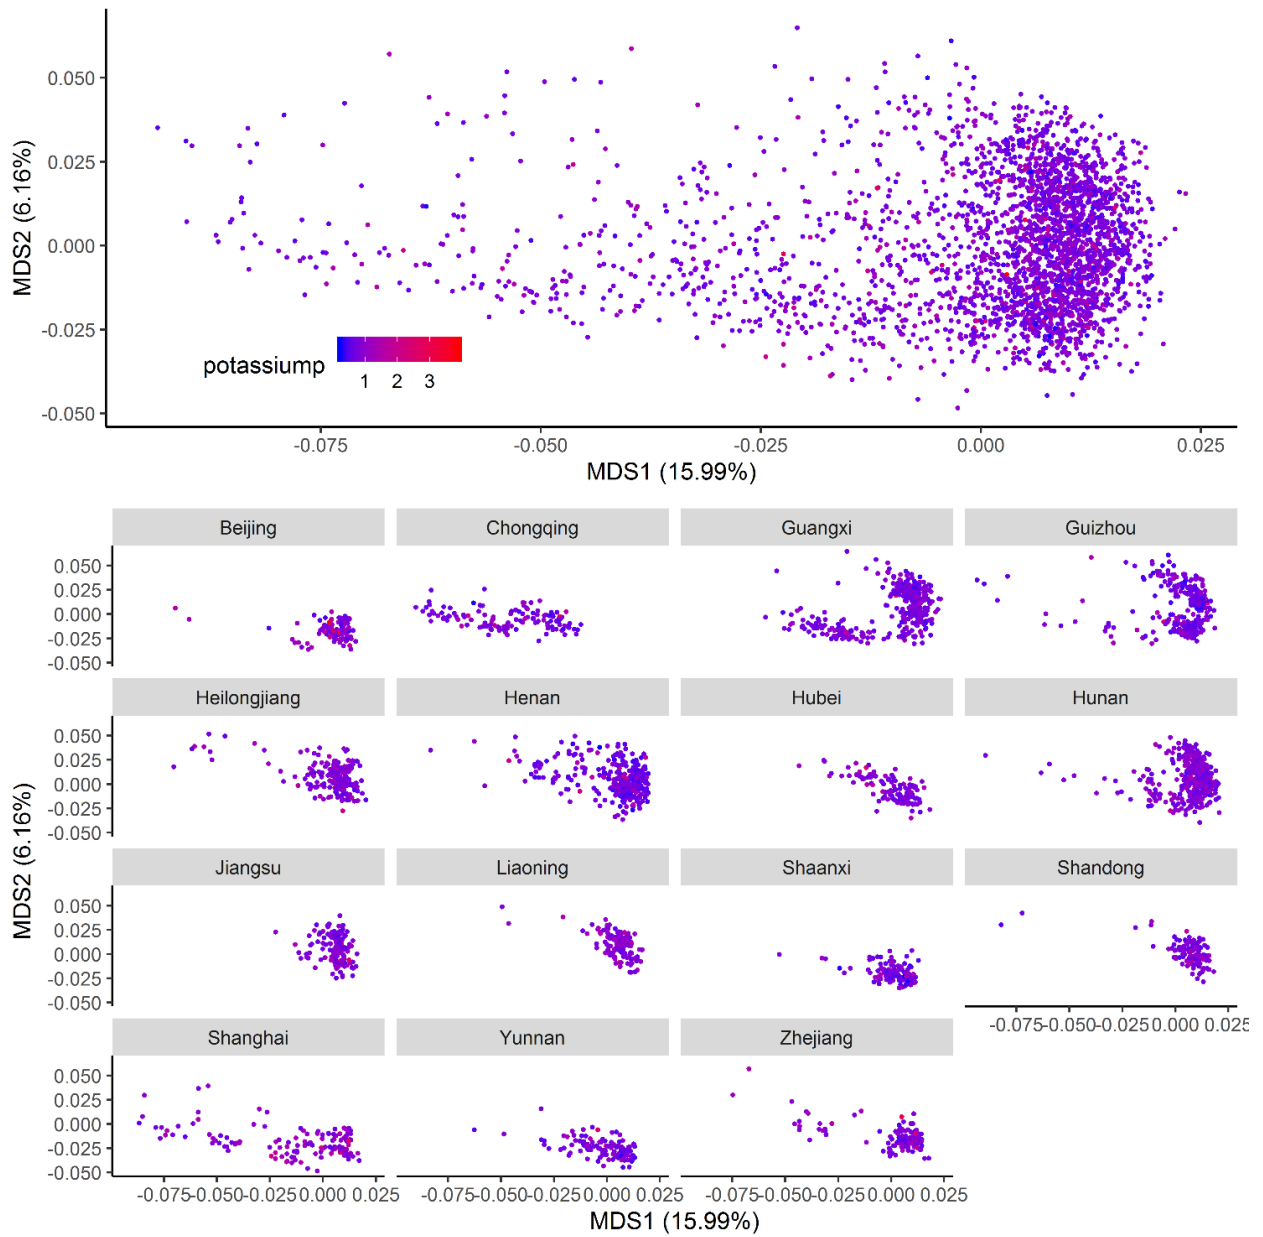 0.050
0.025
0.000
-0.025
-0.050
MDS2 (6.16%)
potassiump
1 2 3
-0.075 -0.050 -0.025 0.000 0.025
MDS1 (15.99%)
Beijing Chongqing Guangxi Guizhou
0.050
0.025
0.000
-0.025
-0.050
Heilongjiang Henan Hubei Hunan
0.050
0.025
0.000
-0.025
-0.050
MDS2 (6.16%)
Jiangsu Liaoning Shaanxi Shandong
0.050
0.025
0.000
-0.025
-0.050
-0.075 -0.050 -0.025 0.000 0.025
Shanghai Yunnan Zhejiang
0.050
0.025
0.000
-0.025
-0.050
-0.075 -0.050 -0.025 0.000 0.025 -0.075 -0.050 -0.025 0.000 0.025 -0.075 -0.050 -0.025 0.000 0.025
MDS1 (15.99%)